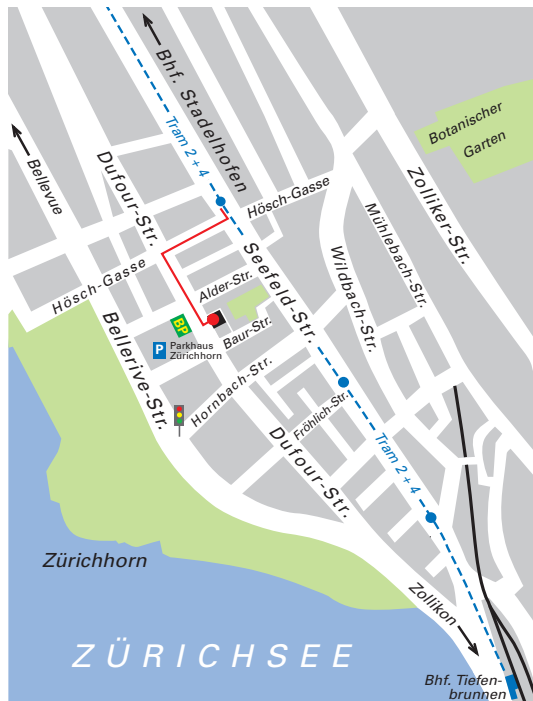 Bhf. Stadelhofen
Tram 2 + 4
Bellevue
Dufour-Str.
Botanischer
Garten
Zolliker-Str.
Hösch-Gasse
Mühlebach-Str.
Wildbach-Str.
Seefeld-Str.
Hösch-Gasse
Alder-Str.
Bellerive-Str.
BP
Baur-Str.
P
Parkhaus
Zürichhorn
Hornbach-Str.
Fröhlich-Str.
Dufour-Str.
Tram 2 + 4
Zürichhorn
Zollikon
ZÜRICHSEE
Bhf. Tiefen-
brunnen